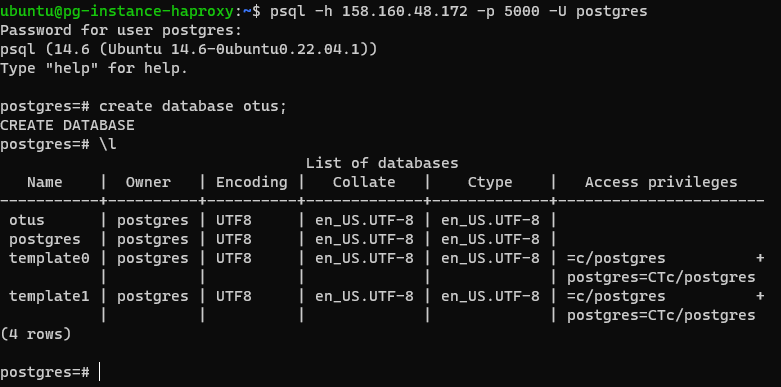 ubuntu@pg-instance-haproxy:~$ psql -h 158.160.48.172 -p 5000 -U postgres
Password for user postgres:
psql (14.6 (Ubuntu 14.6-0ubuntu0.22.04.1))
Type "help" for help.

postgres=# create database otus;
CREATE DATABASE
postgres=# \l
                                  List of databases
   Name    |  Owner   | Encoding |   Collate   |    Ctype    |   Access privileges
-----------+----------+----------+-------------+-------------+-----------------------
 otus      | postgres | UTF8     | en_US.UTF-8 | en_US.UTF-8 |
 postgres  | postgres | UTF8     | en_US.UTF-8 | en_US.UTF-8 |
 template0 | postgres | UTF8     | en_US.UTF-8 | en_US.UTF-8 | =c/postgres          +
           |          |          |             |             | postgres=CTc/postgres
 template1 | postgres | UTF8     | en_US.UTF-8 | en_US.UTF-8 | =c/postgres          +
           |          |          |             |             | postgres=CTc/postgres
(4 rows)

postgres=#